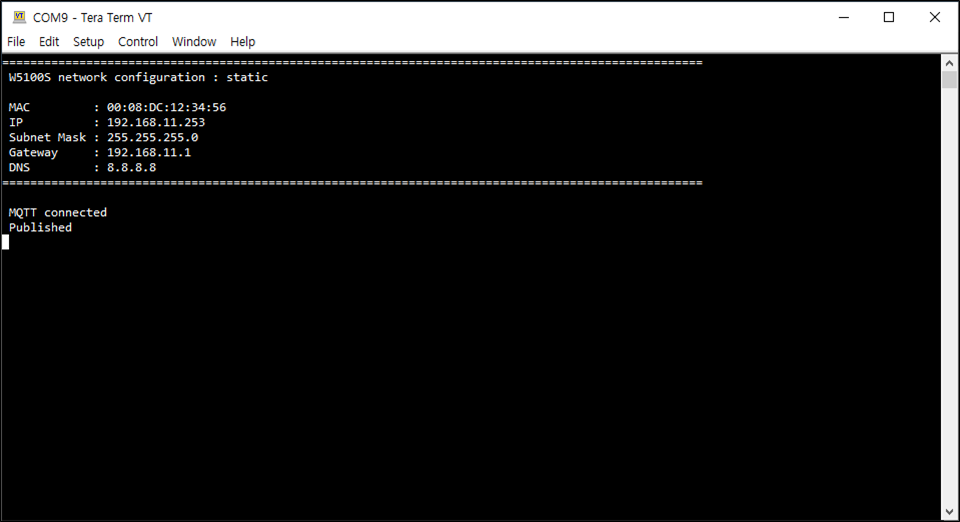 COM9 - Tera Term VT
File Edit Setup Control Window Help
====================================================================================================
W5100S network configuration : static
MAC : 00:08:DC:12:34:56
IP : 192.168.11.253
Subnet Mask : 255.255.255.0
Gateway : 192.168.11.1
DNS : 8.8.8.8
====================================================================================================
MQTT connected
Published